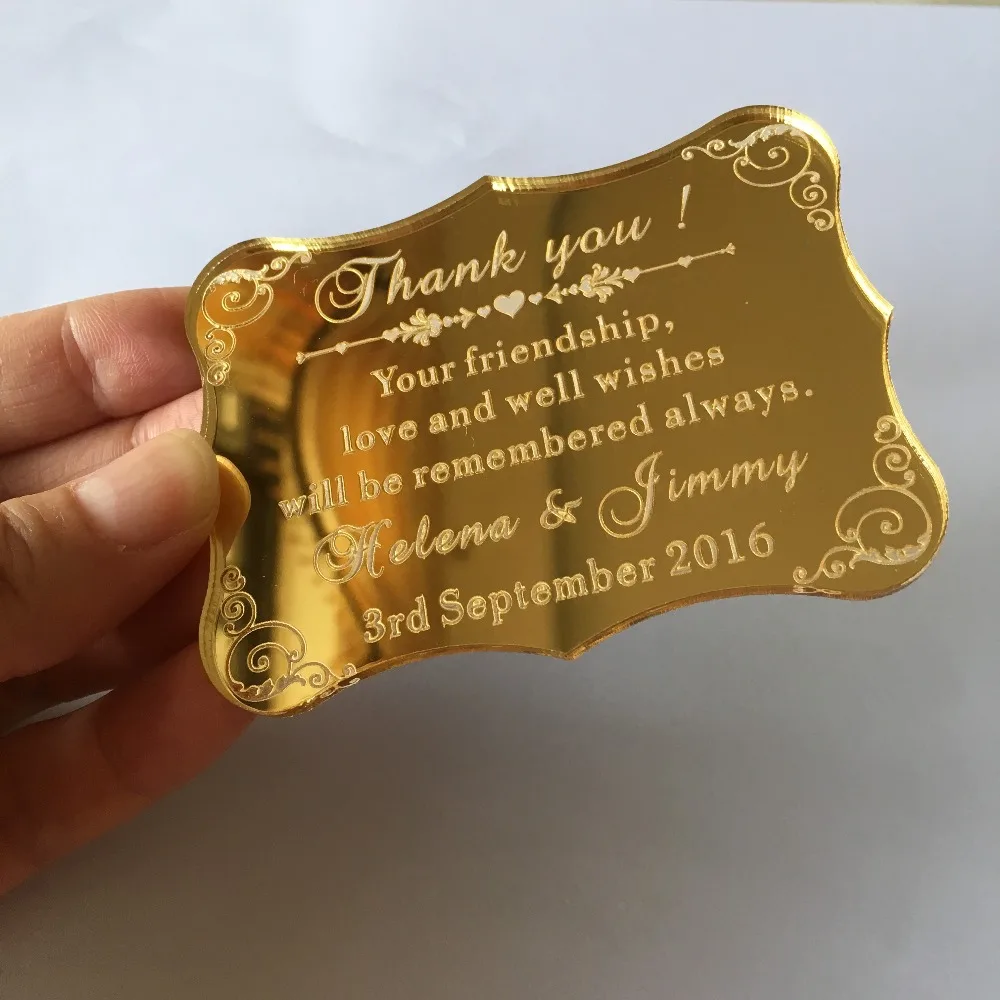 Thank you !
Your friendship,
love and well wishes
will be remembered always.
Helena & Jimmy
3rd September 2016